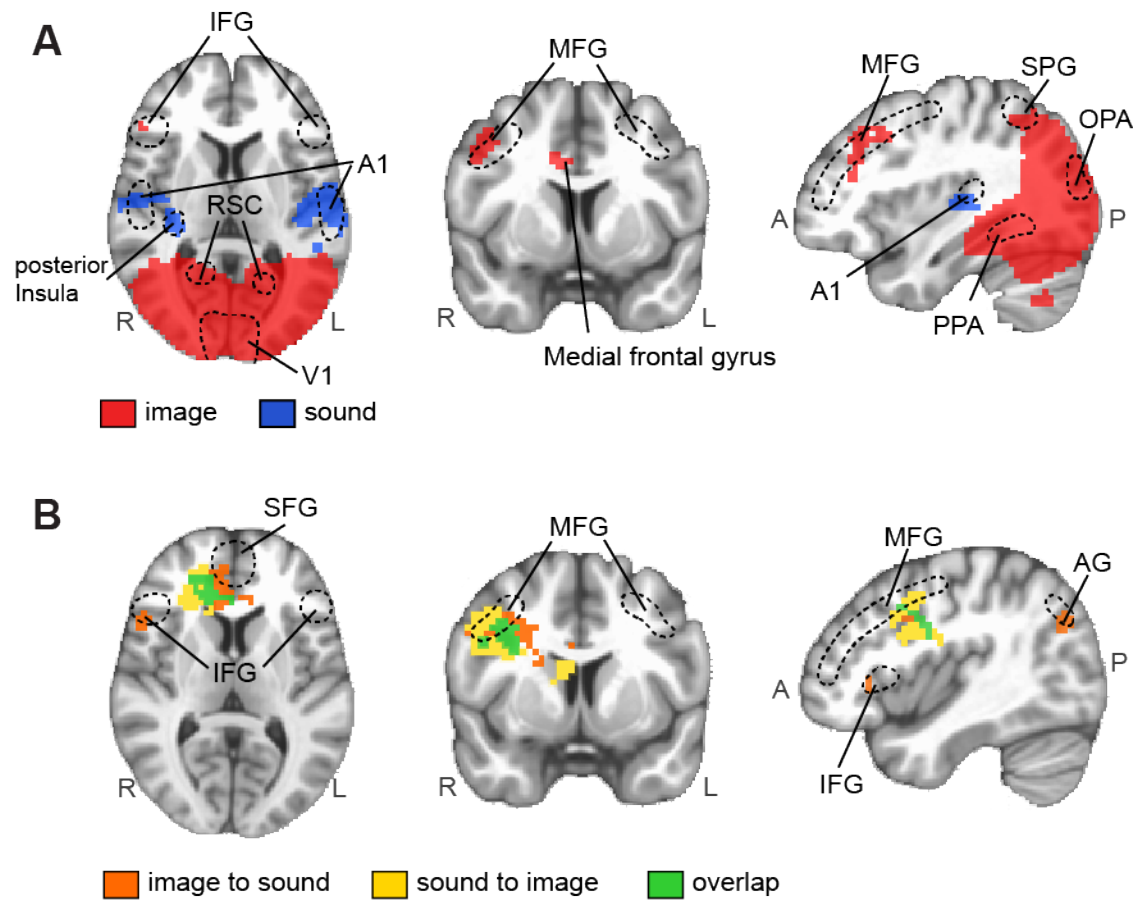 A
IFG
A1
RSC
posterior
Insula
R
L
V1
MFG
R
L
Medial frontal gyrus
MFG
SPG
OPA
A
P
A1
PPA
image
sound
B
SFG
IFG
R
L
MFG
R
L
MFG
AG
A
P
IFG
image to sound
sound to image
overlap